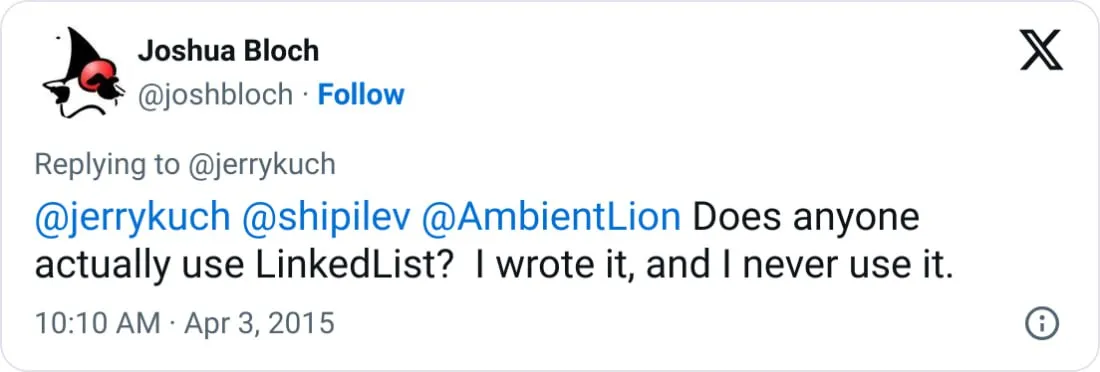 Joshua Bloch
@joshbloch · Follow
Replying to @jerrykuch
@jerrykuch @shipilev @AmbientLion Does anyone
actually use LinkedList?  I wrote it, and I never use it.
10:10 AM · Apr 3, 2015